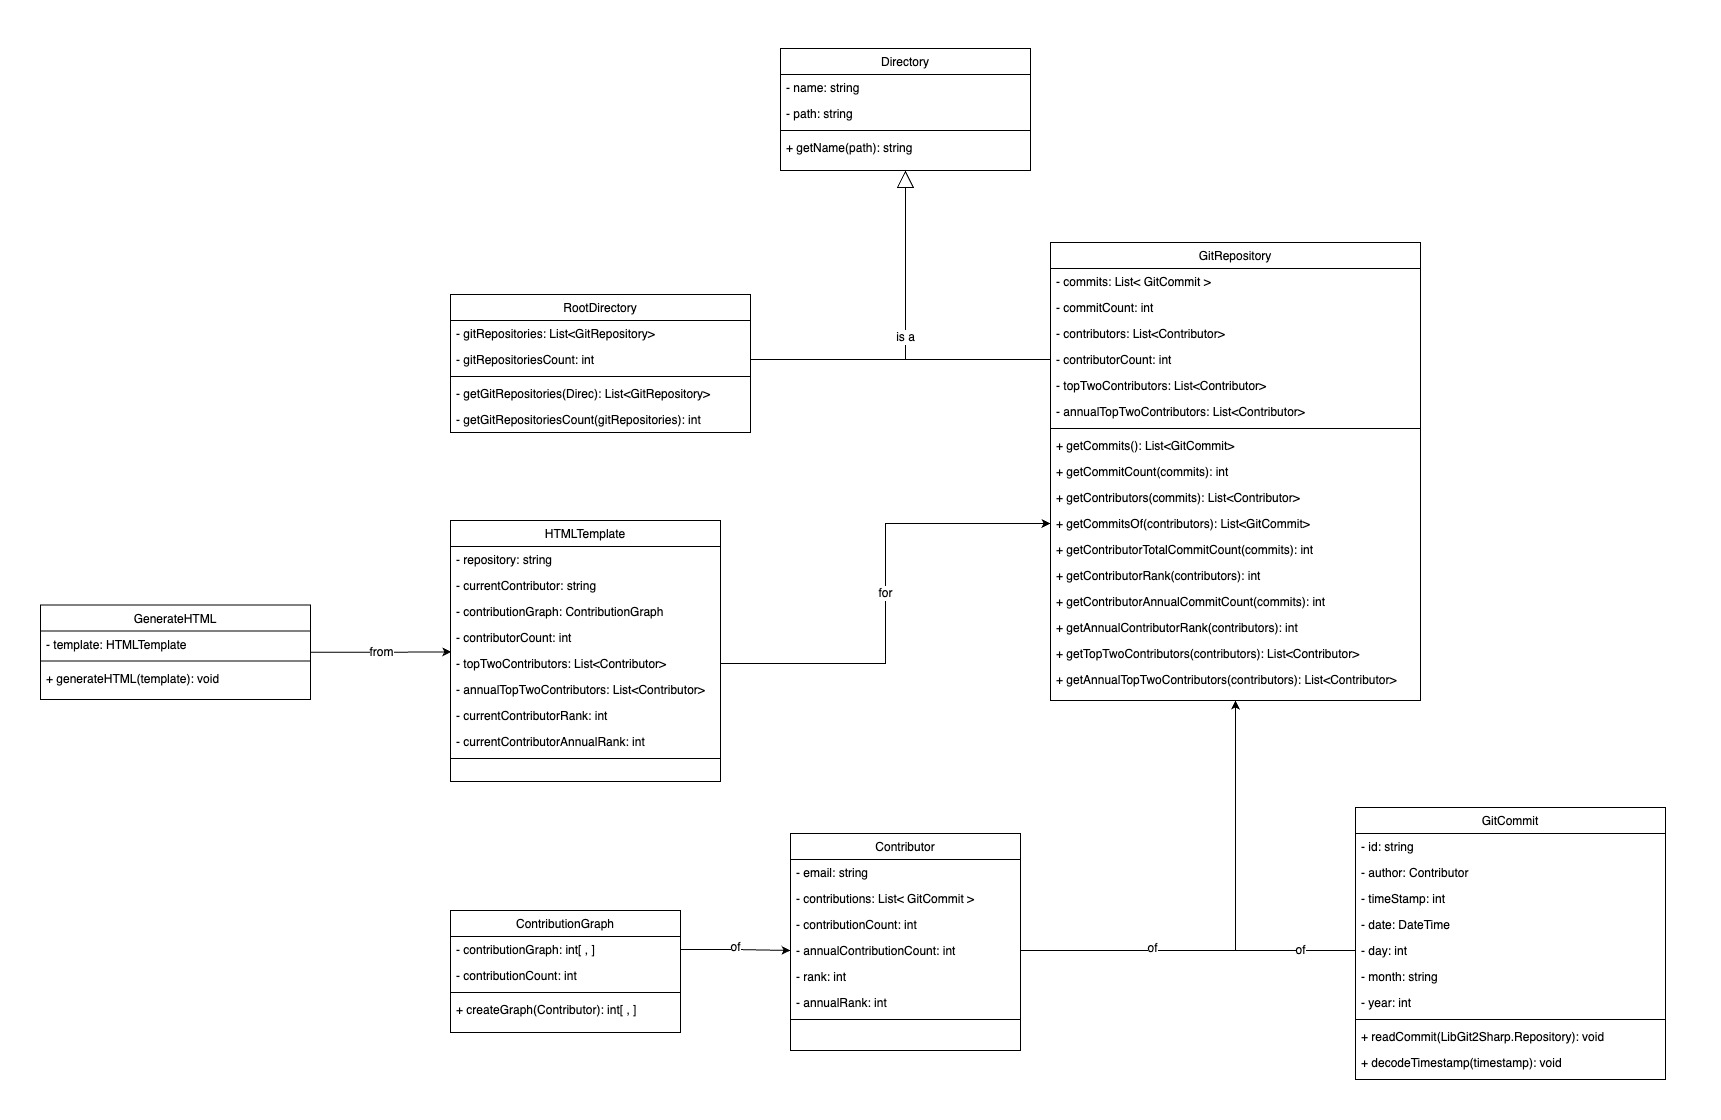 Directory
- name: string
- path: string
+ getName(path): string
is a
RootDirectory
- gitRepositories: List<GitRepository>
- gitRepositoriesCount: int
- getGitRepositories(Direc): List<GitRepository>
- getGitRepositoriesCount(gitRepositories): int
GitRepository
- commits: List< GitCommit >
- commitCount: int
- contributors: List<Contributor>
- contributorCount: int
- topTwoContributors: List<Contributor>
- annualTopTwoContributors: List<Contributor>
+ getCommits(): List<GitCommit>
+ getCommitCount(commits): int
+ getContributors(commits): List<Contributor>
+ getCommitsOf(contributors): List<GitCommit>
+ getContributorTotalCommitCount(commits): int
+ getContributorRank(contributors): int
+ getContributorAnnualCommitCount(commits): int
+ getAnnualContributorRank(contributors): int
+ getTopTwoContributors(contributors): List<Contributor>
+ getAnnualTopTwoContributors(contributors): List<Contributor>
GenerateHTML
- template: HTMLTemplate
+ generateHTML(template): void
from
HTMLTemplate
- repository: string
- currentContributor: string
- contributionGraph: ContributionGraph
- contributorCount: int
- topTwoContributors: List<Contributor>
- annualTopTwoContributors: List<Contributor>
- currentContributorRank: int
- currentContributorAnnualRank: int
for
ContributionGraph
- contributionGraph: int[ , ]
- contributionCount: int
+ createGraph(Contributor): int[ , ]
of
Contributor
- email: string
- contributions: List< GitCommit >
- contributionCount: int
- annualContributionCount: int
- rank: int
- annualRank: int
of
of
GitCommit
- id: string
- author: Contributor
- timeStamp: int
- date: DateTime
- day: int
- month: string
- year: int
+ readCommit(LibGit2Sharp.Repository): void
+ decodeTimestamp(timestamp): void